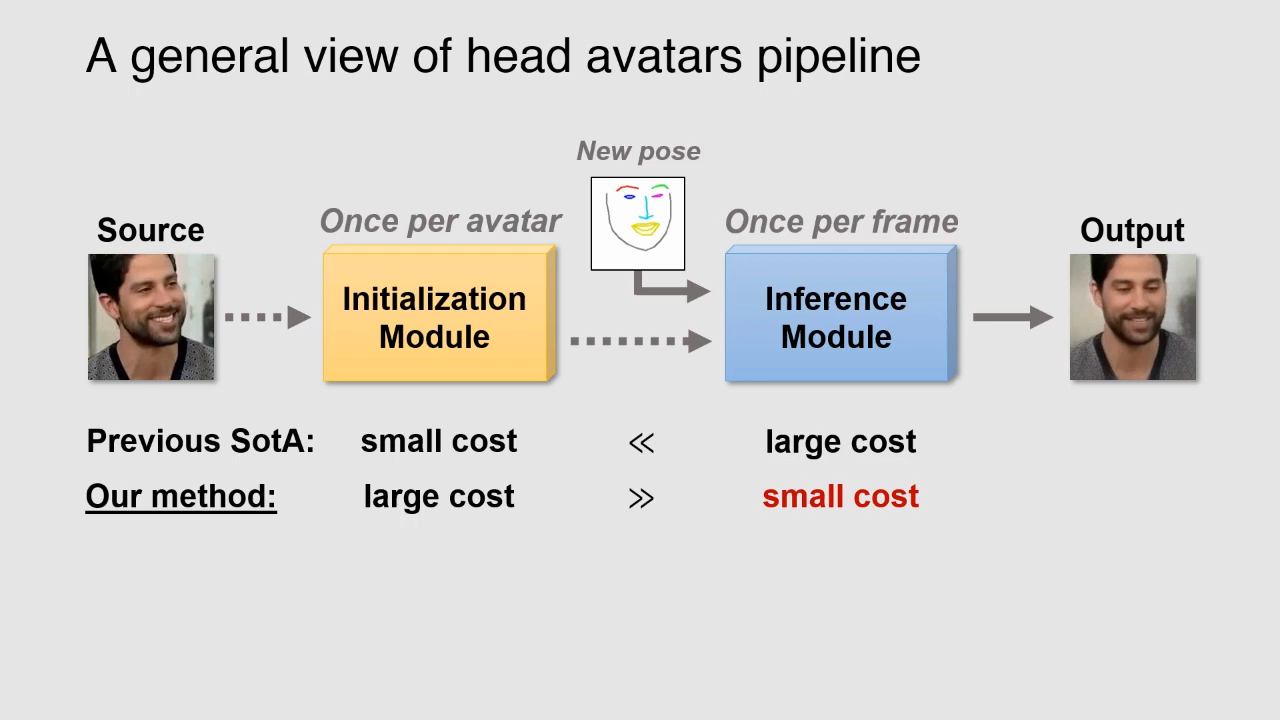 A general view of head avatars pipeline
New pose
Source
Once per avatar
Once per frame
Output
Initialization
Module
Inference
Module
Previous SotA: small cost ≪ large cost
Our method: large cost ≫ small cost